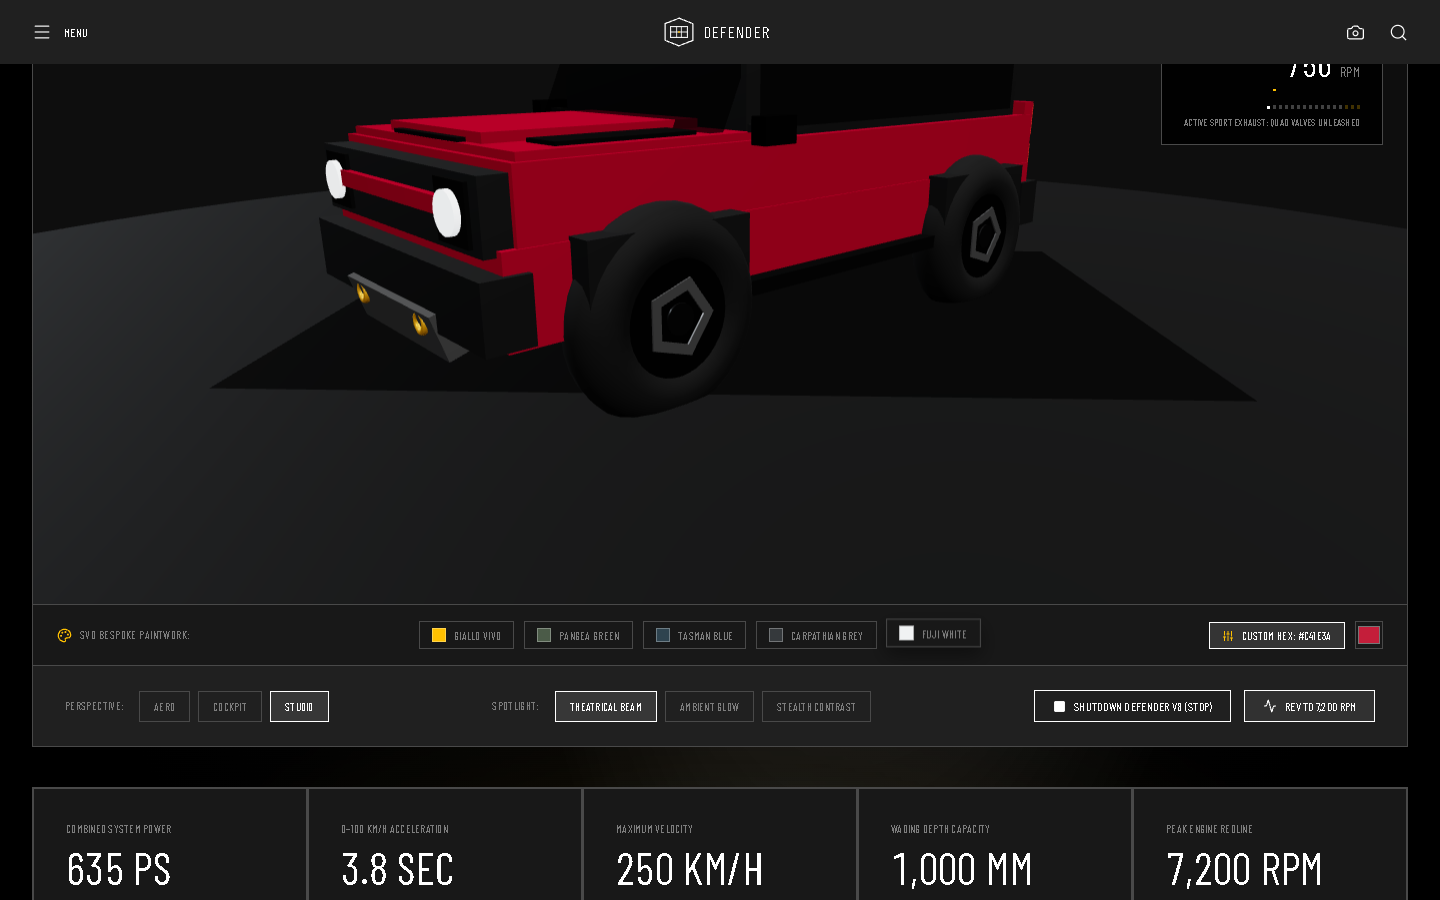 MENU
DEFENDER
750 RPM
ACTIVE SPORT EXHAUST: QUAD VALVES UNLEASHED
SVO BESPOKE PAINTWORK:
GIALLO VIVO
PANGEA GREEN
TASMAN BLUE
CARPATHIAN GREY
FUJI WHITE
CUSTOM HEX: #C41E3A
PERSPECTIVE:
AERO
COCKPIT
STUDIO
SPOTLIGHT:
THEATRICAL BEAM
AMBIENT GLOW
STEALTH CONTRAST
SHUTDOWN DEFENDER V8 (STOP)
REV TO 7,200 RPM
COMBINED SYSTEM POWER
635 PS
0-100 KM/H ACCELERATION
3.8 SEC
MAXIMUM VELOCITY
250 KM/H
WADING DEPTH CAPACITY
1,000 MM
PEAK ENGINE REDLINE
7,200 RPM